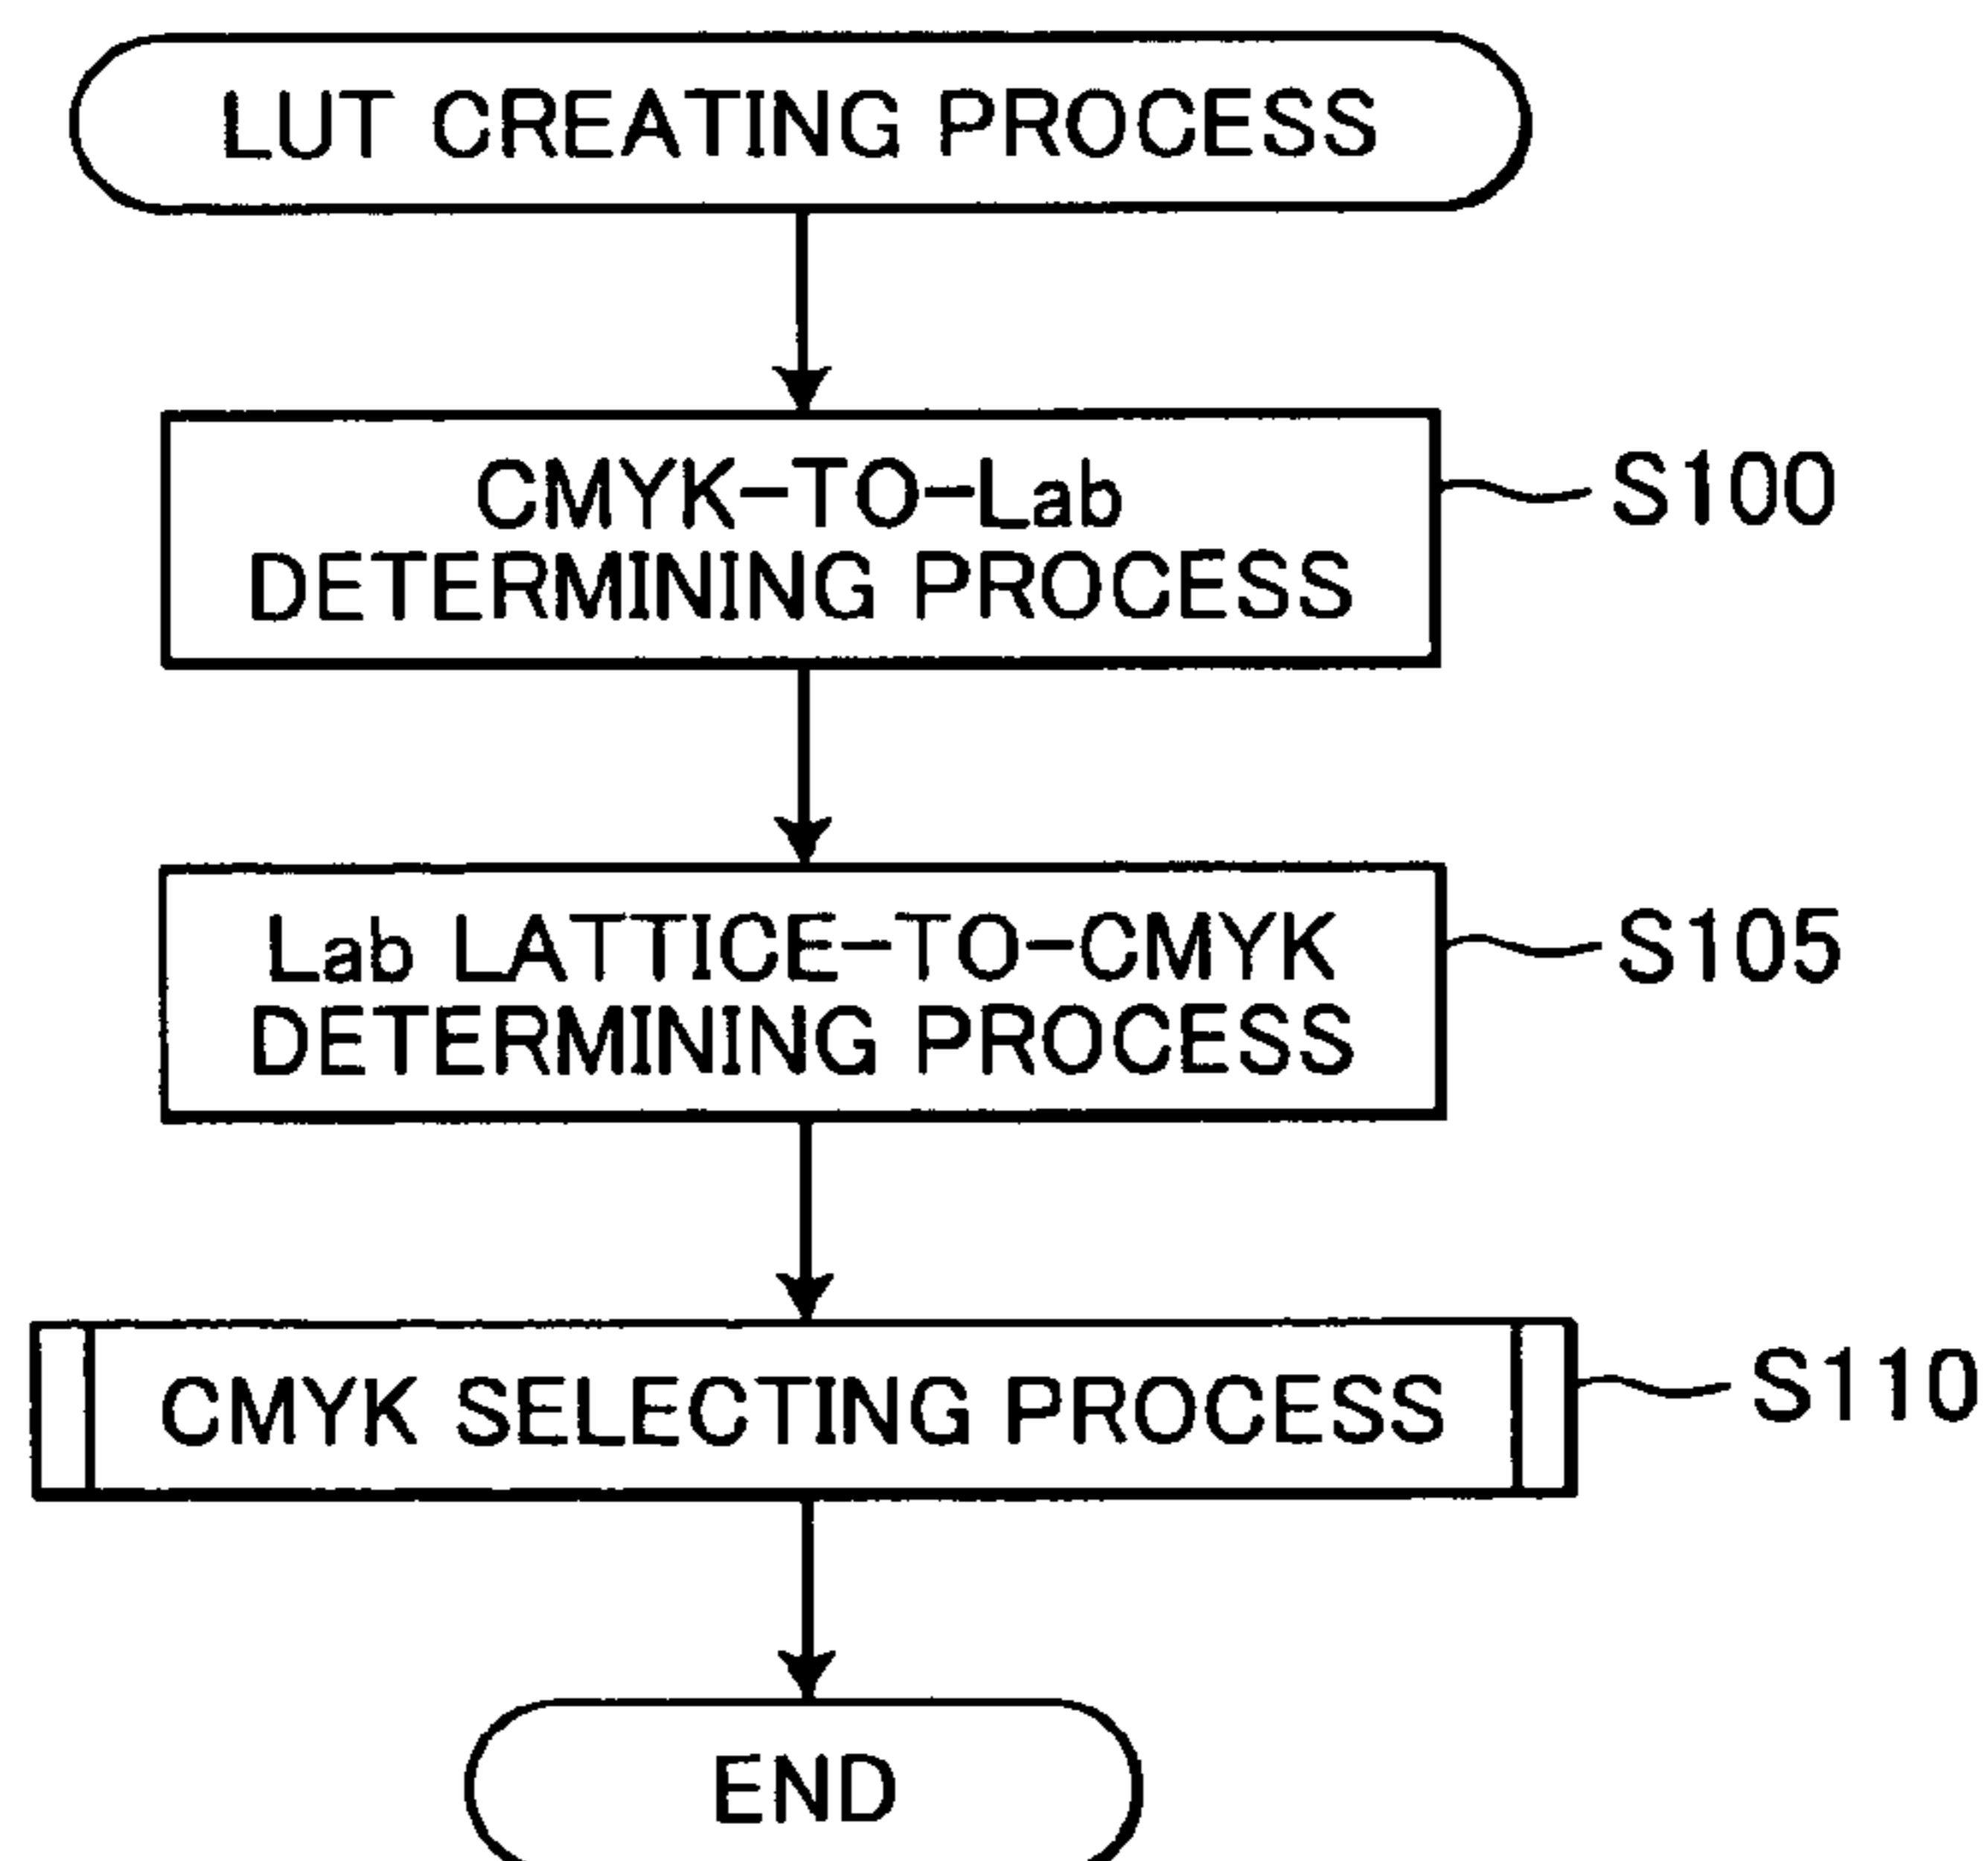 LUT CREATING PROCESS
CMYK-TO-Lab
DETERMINING PROCESS
S100
Lab LATTICE-TO-CMYK
DETERMINING PROCESS
S105
CMYK SELECTING PROCESS
S110
END